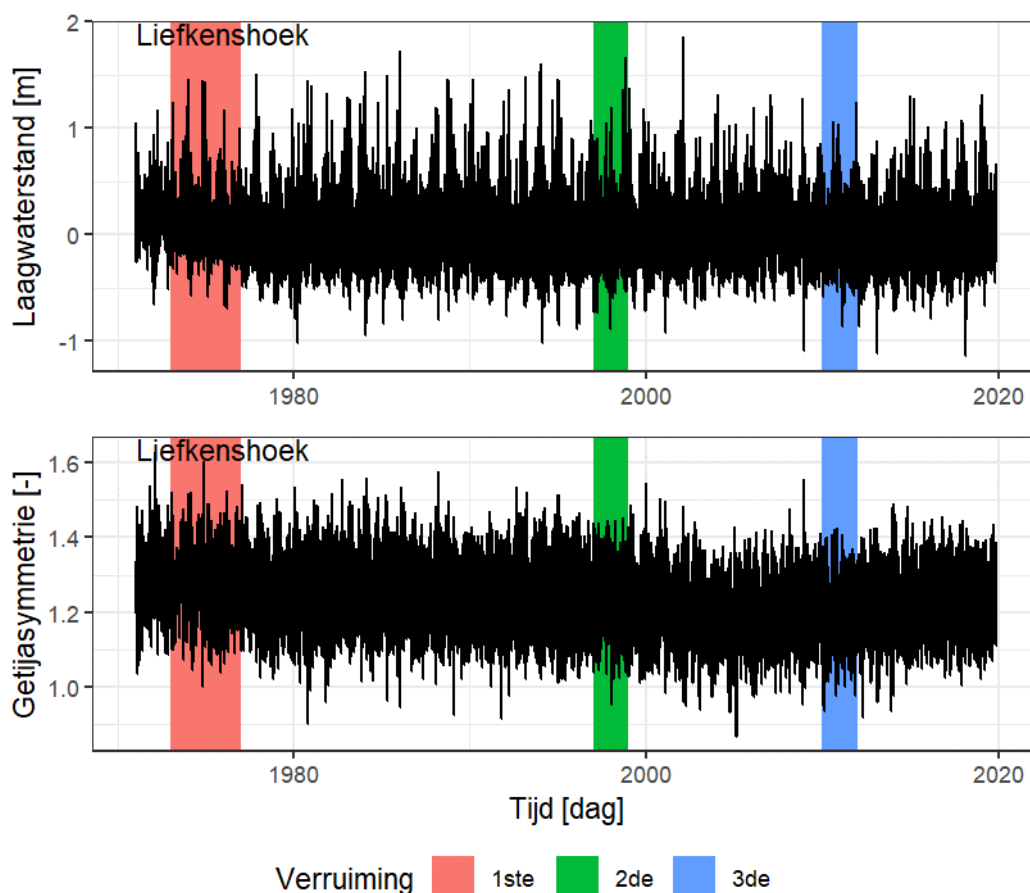 Liefkenshoek
Laagwaterstand [m]
2
1
0
-1
1980 2000 2020
Liefkenshoek
Getijasymmetrie [-]
1.6
1.4
1.2
1.0
1980 2000 2020
Tijd [dag]
Verruiming 1ste 2de 3de